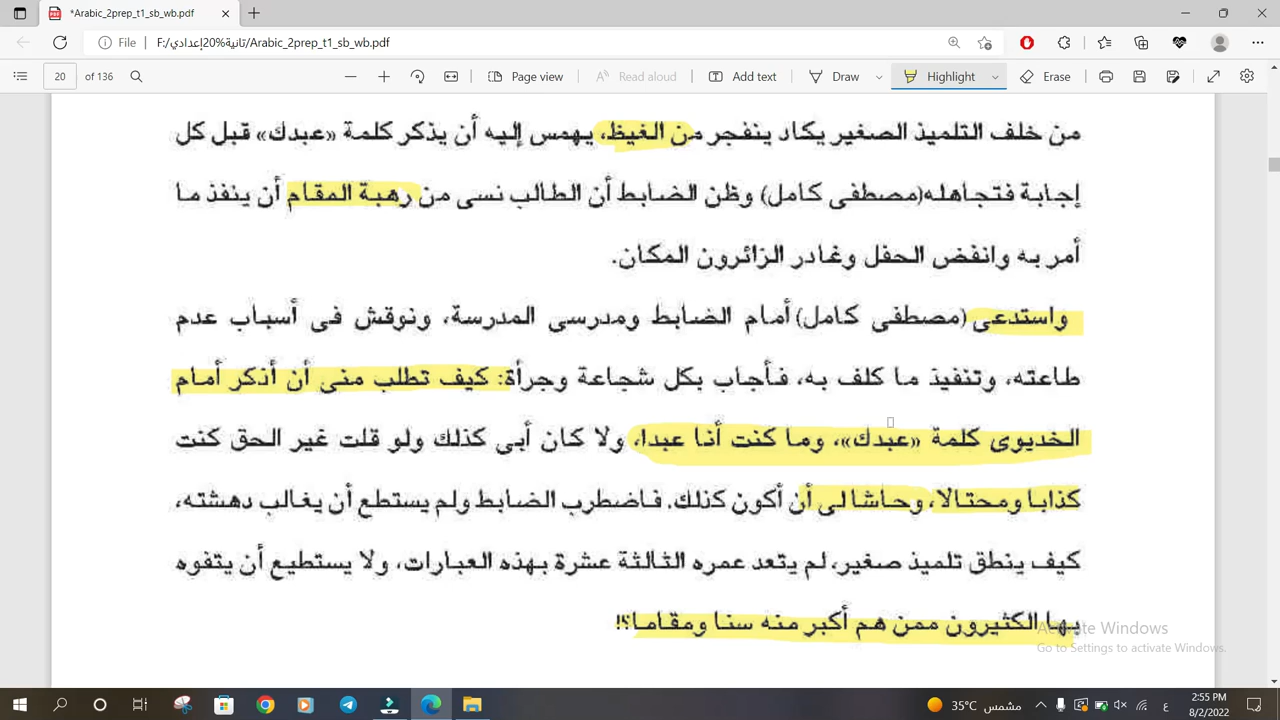 *Arabic_2prep_t1_sb_wb.pdf
File F:/تانية%20إعدادي/Arabic_2prep_t1_sb_wb.pdf
20 of 136 Page view Read aloud Add text Draw Highlight Erase
من خلف التلميذ الصغير يكاد ينفجر من الغيظ، يهمس إليه أن يذكر كلمة «عبدك» قبل كل
إجابة فتجاهله(مصطفى كامل) وظن الضابط أن الطالب نسى من رهبة المقام أن ينفذ ما
أمر به وانفض الحفل وغادر الزائرون المكان.
واستدعى (مصطفى كامل) أمام الضابط ومدرسى المدرسة، ونوقش فى أسباب عدم
طاعته، وتنفيذ ما كلف به، فأجاب بكل شجاعة وجرأة: كيف تطلب منى أن أذكر أمام
الخديوى كلمة «عبدك»، وما كنت أنا عبدا، ولا كان أبى كذلك ولو قلت غير الحق كنت
كذابا ومحتالا، وحاشا لى أن أكون كذلك. فاضطرب الضابط ولم يستطع أن يغالب دهشته،
كيف ينطق تلميذ صغير، لم يتعد عمره الثالثة عشرة بهذه العبارات، ولا يستطيع أن يتفوه
بها الكثيرون ممن هم أكبر منه سنا ومقاما؟!
Activate Windows
Go to Settings to activate Windows.
35°C مشمس ع 2:55 PM
8/2/2022